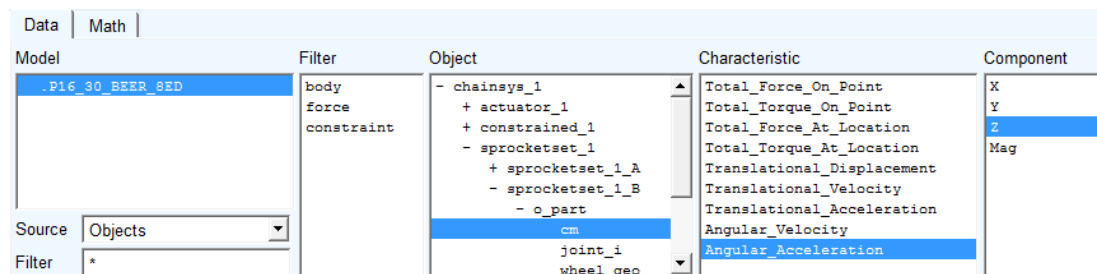 Data Math
Model Filter Object Characteristic Component
.P16_30_BEER_8ED body - chainsys_1 Total_Force_On_Point X
force + actuator_1 Total_Torque_On_Point Y
constraint + constrained_1 Total_Force_At_Location Z
- sprocketset_1 Total_Torque_At_Location Mag
+ sprocketset_1_A Translational_Displacement
- sprocketset_1_B Translational_Velocity
- o_part Translational_Acceleration
Source Objects cm Angular_Velocity
joint_i Angular_Acceleration
Filter * wheel_geo